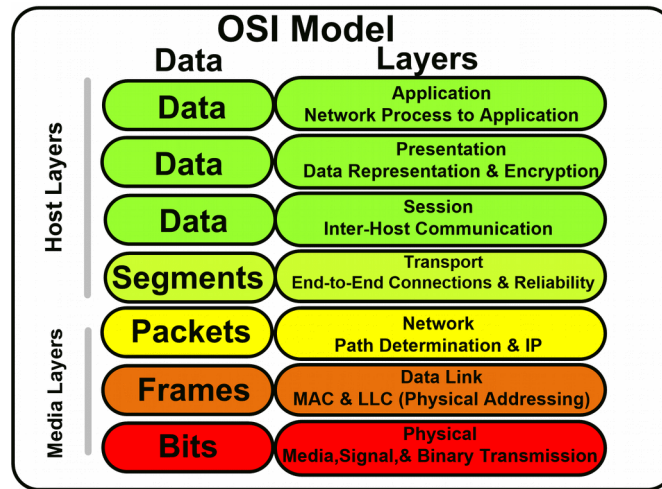 OSI Model
Data Layers
Host Layers
Data
Application
Network Process to Application
Data
Presentation
Data Representation & Encryption
Data
Session
Inter-Host Communication
Segments
Transport
End-to-End Connections & Reliability
Media Layers
Packets
Network
Path Determination & IP
Frames
Data Link
MAC & LLC (Physical Addressing)
Bits
Physical
Media,Signal,& Binary Transmission